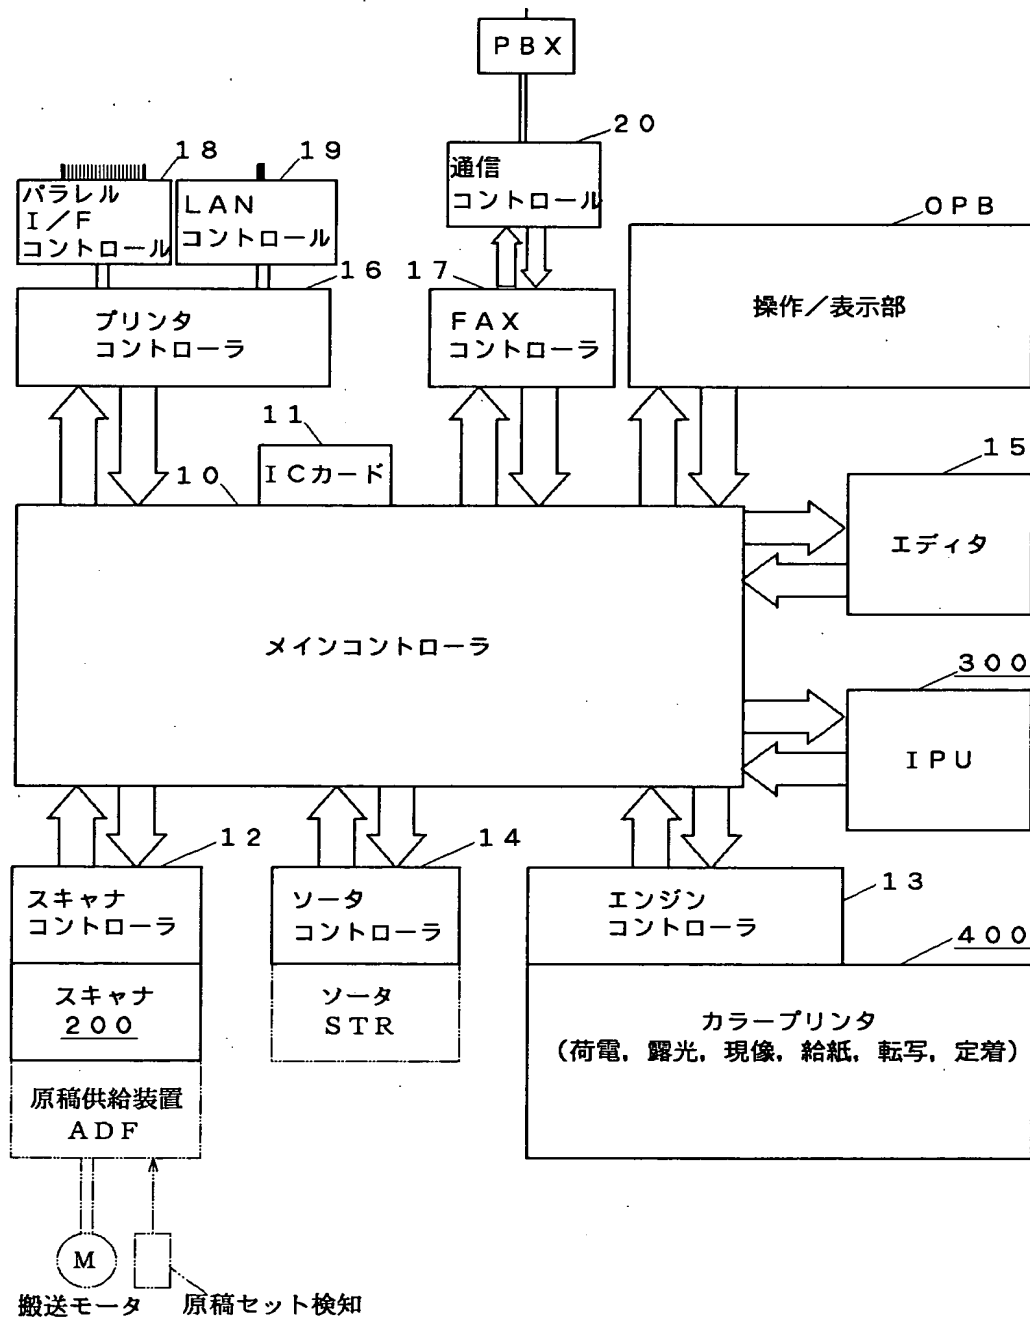 PBX
20
通信
コントロール
18
パラレル
I/F
コントロール
19
LAN
コントロール
OPB
操作/表示部
16
プリンタ
コントローラ
17
FAX
コントローラ
11
ICカード
10
メインコントローラ
15
エディタ
300
IPU
12
スキャナ
コントローラ
スキャナ
200
原稿供給装置
ADF
M
搬送モータ
原稿セット検知
14
ソータ
コントローラ
ソータ
STR
13
エンジン
コントローラ
400
カラープリンタ
(荷電, 露光, 現像, 給紙, 転写, 定着)